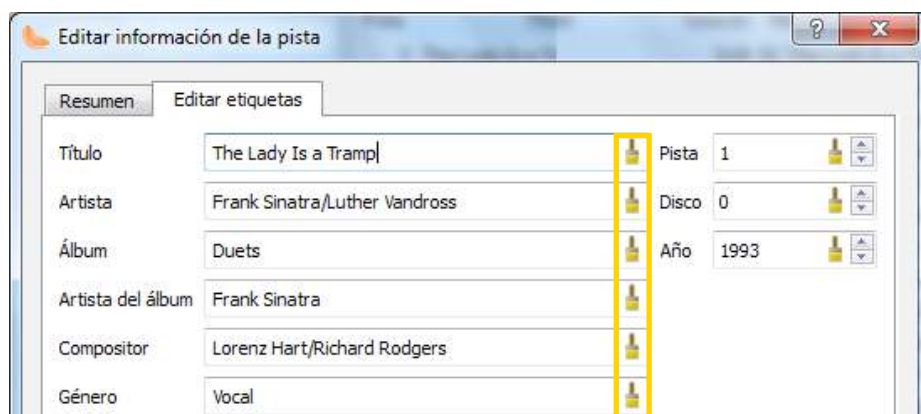 Editar información de la pista
Resumen Editar etiquetas
Título The Lady Is a Tramp Pista 1
Artista Frank Sinatra/Luther Vandross Disco 0
Álbum Duets Año 1993
Artista del álbum Frank Sinatra
Compositor Lorenz Hart/Richard Rodgers
Género Vocal